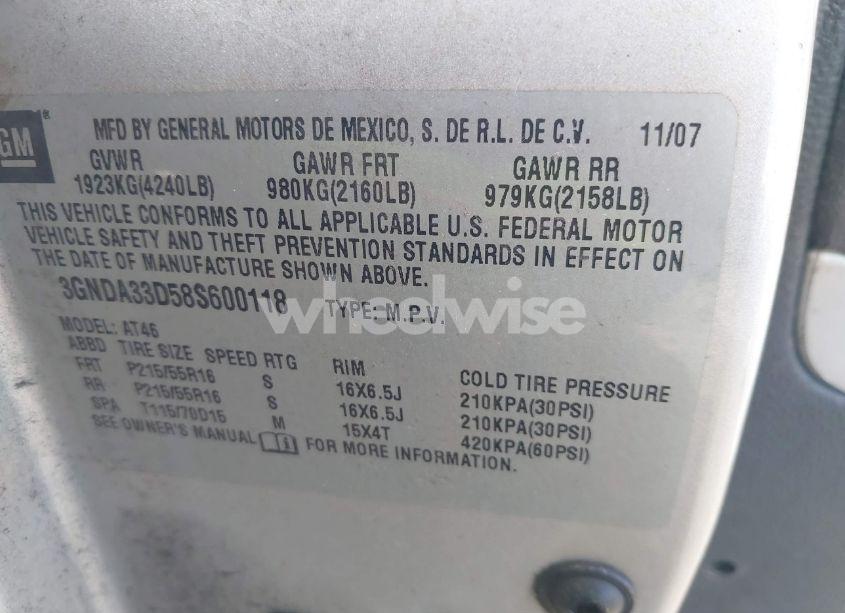 GM
MFD BY GENERAL MOTORS DE MEXICO, S. DE R.L. DE C.V. 11/07
GVWR GAWR FRT GAWR RR
1923KG(4240LB) 980KG(2160LB) 979KG(2158LB)
THIS VEHICLE CONFORMS TO ALL APPLICABLE U.S. FEDERAL MOTOR
VEHICLE SAFETY AND THEFT PREVENTION STANDARDS IN EFFECT ON
THE DATE OF MANUFACTURE SHOWN ABOVE.
3GNDA33D58S600118 TYPE: M.P.V.
wheelwise
MODEL: AT46
ABBD TIRE SIZE SPEED RTG RIM COLD TIRE PRESSURE
FRT P215/55R16 S 16X6.5J 210KPA(30PSI)
RR P215/55R16 S 16X6.5J 210KPA(30PSI)
SPA T115/70D15 M 15X4T 420KPA(60PSI)
SEE OWNER'S MANUAL FOR MORE INFORMATION.